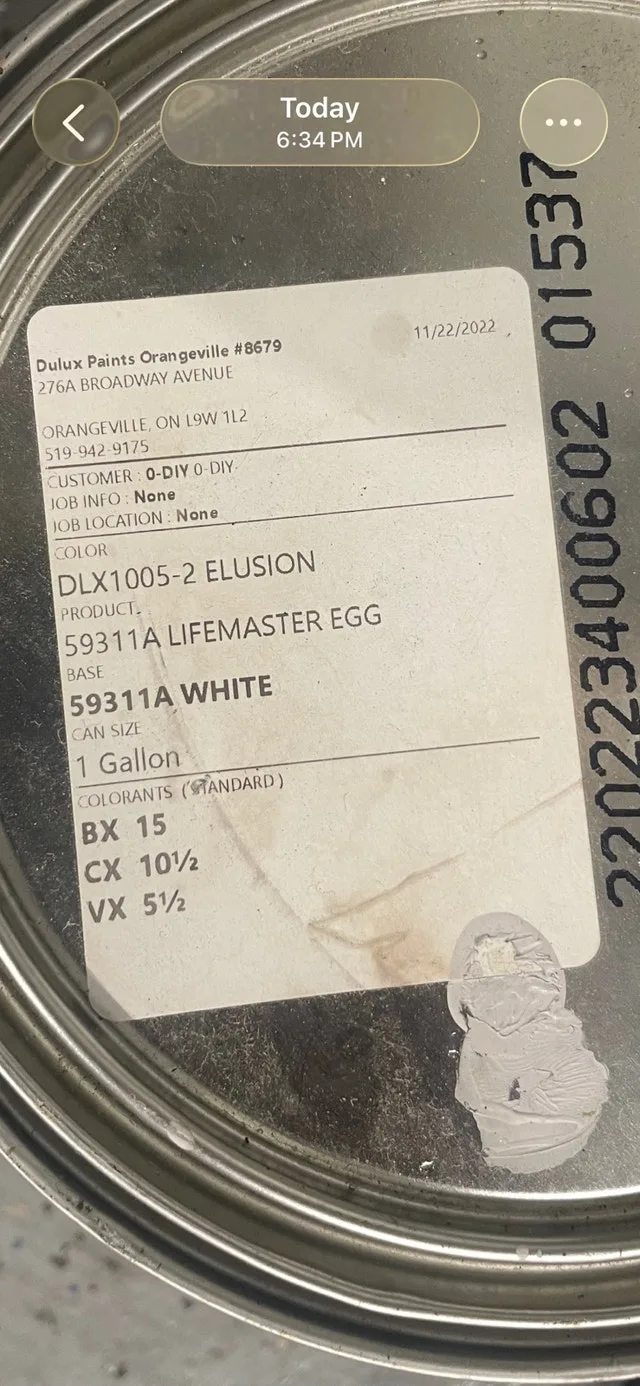 Today
6:34 PM
Dulux Paints Orangeville #8679
11/22/2022
276A BROADWAY AVENUE
ORANGEVILLE, ON L9W 1L2
519-942-9175
CUSTOMER : 0-DIY 0-DIY
JOB INFO : None
JOB LOCATION : None
COLOR
DLX1005-2 ELUSION
PRODUCT
59311A LIFEMASTER EGG
BASE
59311A WHITE
CAN SIZE
1 Gallon
COLORANTS (STANDARD)
BX 15
CX 10½
VX 5½
220223400602 01537